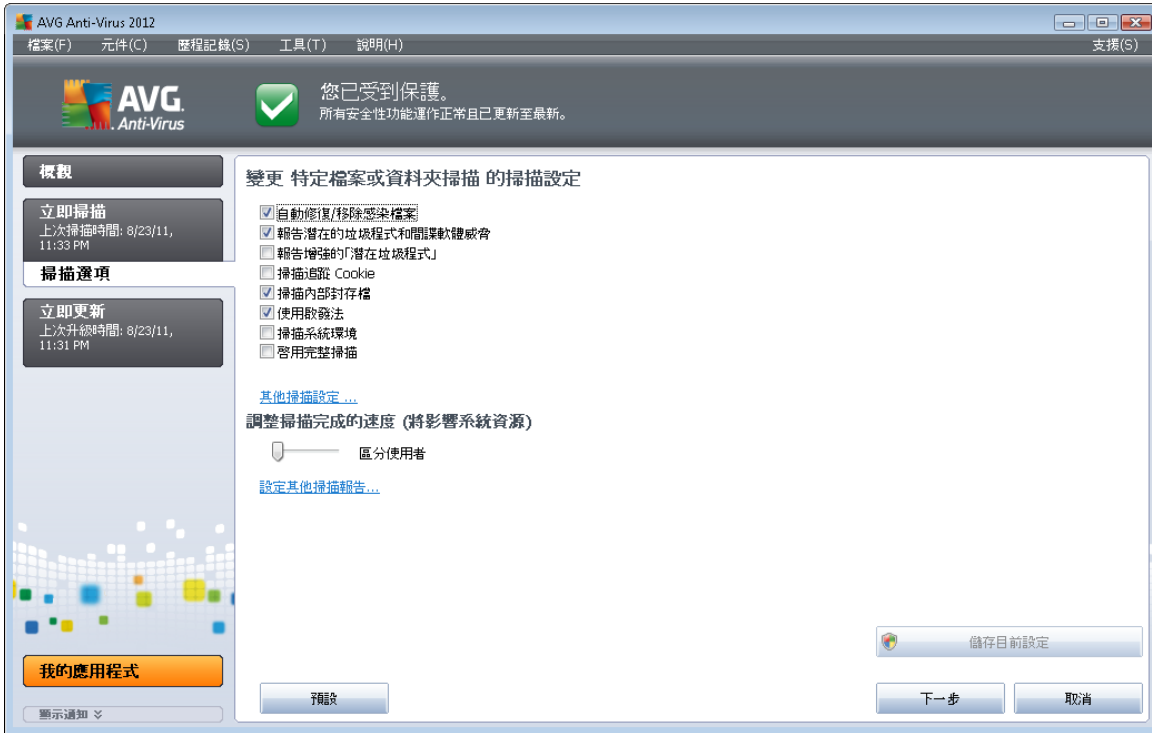 AVG Anti-Virus 2012
檔案(F) 元件(C) 歷程記錄(S) 工具(T) 說明(H) 支援(S)
AVG.
Anti-Virus
您已受到保護。
所有安全性功能運作正常且已更新至最新。
概觀
立即掃描
上次掃描時間: 8/23/11,
11:33 PM
掃描選項
立即更新
上次升級時間: 8/23/11,
11:31 PM
我的應用程式
顯示通知
變更 特定檔案或資料夾掃描 的掃描設定
自動修復/移除感染檔案
報告潛在的垃圾程式和間諜軟體威脅
報告增強的「潛在垃圾程式」
掃描追蹤 Cookie
掃描內部封存檔
使用啟發法
掃描系統環境
啓用完整掃描
其他掃描設定 ...
調整掃描完成的速度 (將影響系統資源)
區分使用者
設定其他掃描報告...
儲存目前設定
預設 下一步 取消